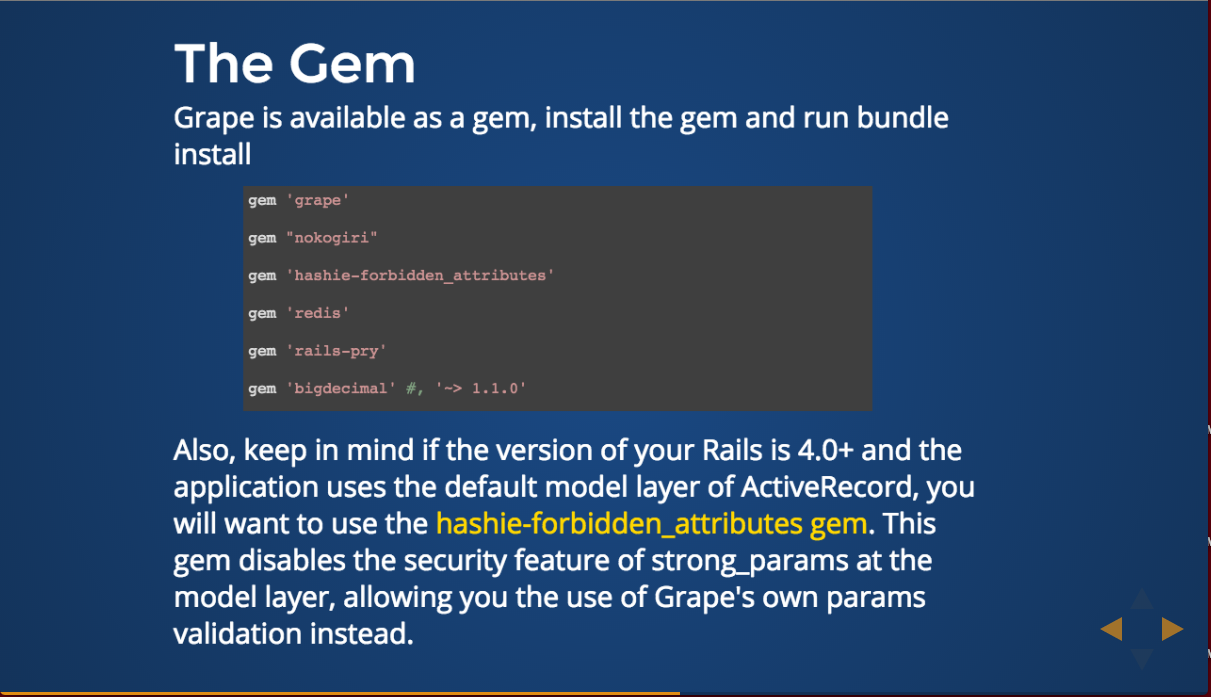 The Gem
Grape is available as a gem, install the gem and run bundle
install
gem 'grape'
gem "nokogiri"
gem 'hashie-forbidden_attributes'
gem 'redis'
gem 'rails-pry'
gem 'bigdecimal' #, '~> 1.1.0'
Also, keep in mind if the version of your Rails is 4.0+ and the
application uses the default model layer of ActiveRecord, you
will want to use the hashie-forbidden_attributes gem. This
gem disables the security feature of strong_params at the
model layer, allowing you the use of Grape's own params
validation instead.